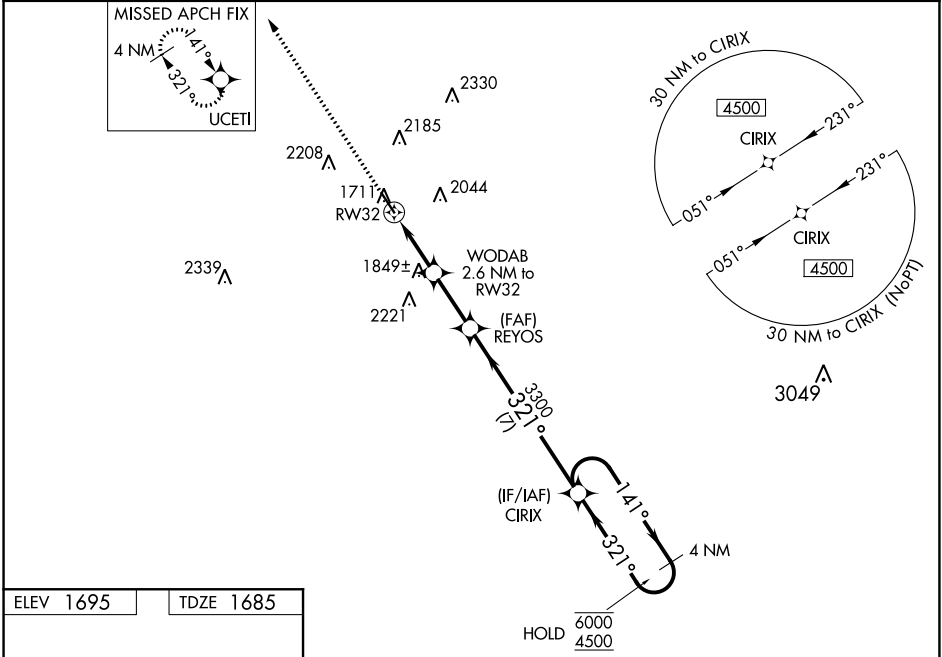 MISSED APCH FIX
4 NM
141°
321°
UCETI
2330
2185
2208
1711
RW32
2044
2339
1849±
WODAB
2.6 NM to
RW32
2221
(FAF)
REYOS
3300
321°
(7)
(IF/IAF)
CIRIX
141°
321°
4 NM
HOLD
6000
4500
30 NM to CIRIX
4500
CIRIX
231°
051°
231°
CIRIX
051°
4500
30 NM to CIRIX (NoPT)
3049
ELEV 1695
TDZE 1685